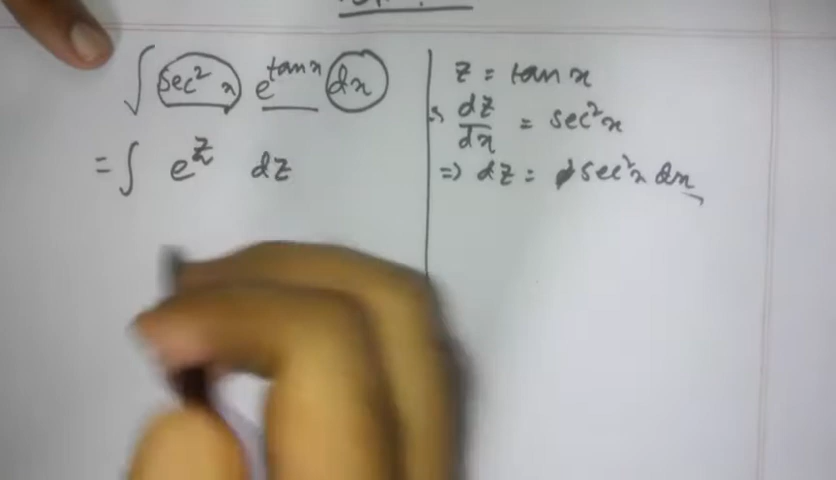 ∫ sec² x e^{tan x} dx
= ∫ e^z dz
z = tan x
⇒ dz/dx = sec² x
⇒ dz = sec² x dx